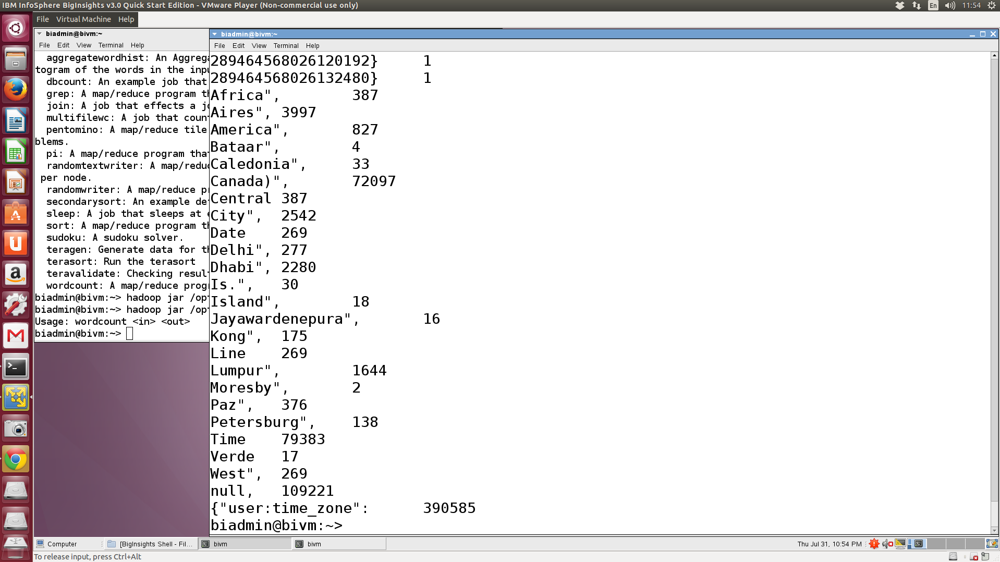 IBM InfoSphere BigInsights v3.0 Quick Start Edition - VMware Player (Non-commercial use only)
En
11:54
File Virtual Machine Help
biadmin@bivm:~
File Edit View Terminal Help
aggregatewordhist: An Aggrega
togram of the words in the inpu
dbcount: An example job that
grep: A map/reduce program th
join: A job that effects a jo
multifilewc: A job that coun
pentomino: A map/reduce tile
blems.
pi: A map/reduce program that
randomtextwriter: A map/reduc
per node.
randomwriter: A map/reduce pr
secondarysort: An example de
sleep: A job that sleeps at e
sort: A map/reduce program th
sudoku: A sudoku solver.
teragen: Generate data for th
terasort: Run the terasort
teravalidate: Checking result
wordcount: A map/reduce progr
biadmin@bivm:~> hadoop jar /opt
biadmin@bivm:~> hadoop jar /opt
Usage: wordcount <in> <out>
biadmin@bivm:~>
biadmin@bivm:~
File Edit View Terminal Help
289464568026120192} 1
289464568026132480} 1
Africa", 387
Aires", 3997
America", 827
Bataar", 4
Caledonia", 33
Canada)", 72097
Central 387
City", 2542
Date 269
Delhi", 277
Dhabi", 2280
Is.", 30
Island", 18
Jayawardenepura", 16
Kong", 175
Line 269
Lumpur", 1644
Moresby", 2
Paz", 376
Petersburg", 138
Time 79383
Verde 17
West", 269
null, 109221
{"user:time_zone": 390585
biadmin@bivm:~>
Computer
[BigInsights Shell - Fil...
bivm
bivm
Thu Jul 31, 10:54 PM
To release input, press Ctrl+Alt